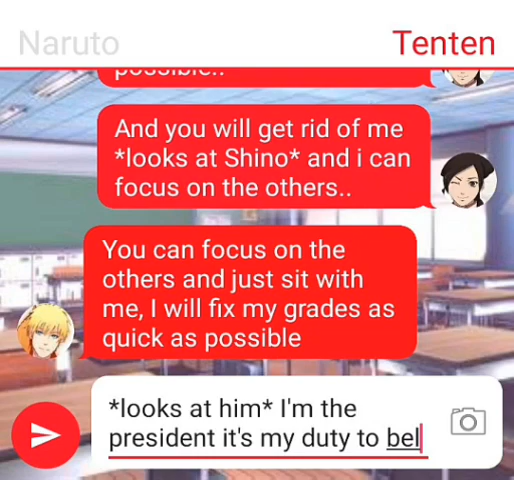 Naruto
Tenten
possible..
And you will get rid of me
*looks at Shino* and i can
focus on the others..
You can focus on the
others and just sit with
me, I will fix my grades as
quick as possible
*looks at him* I'm the
president it's my duty to bel